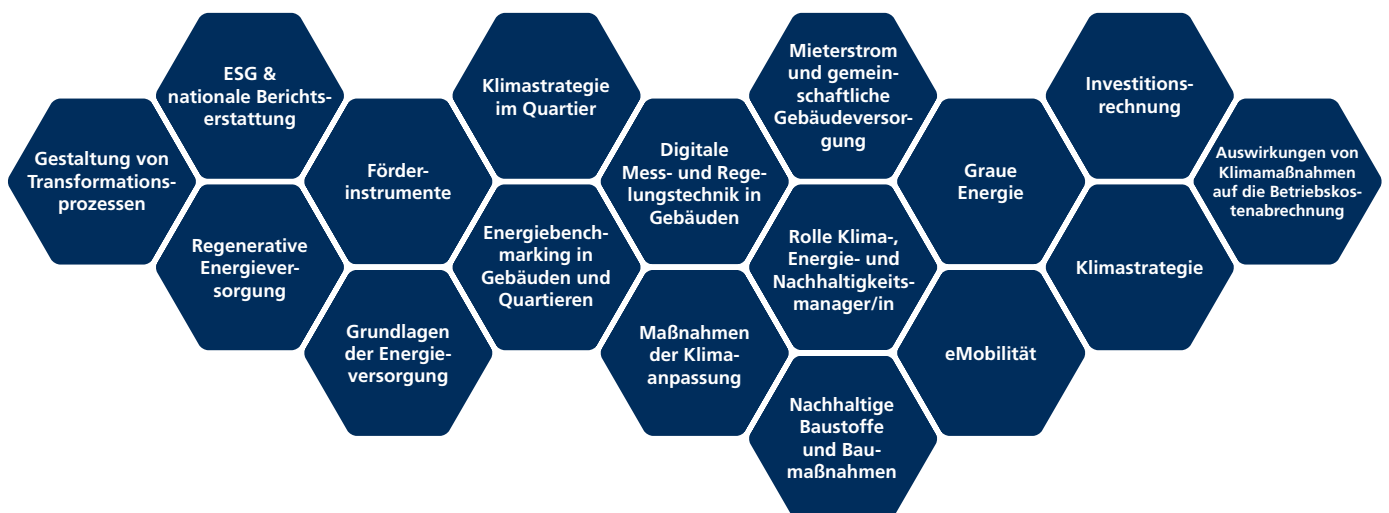 Gestaltung von
Transformations-
prozessen
ESG &
nationale Berichts-
erstattung
Regenerative
Energiever-
sorgung
Förder-
instrumente
Grundlagen
der Energie-
versorgung
Klimastrategie
im Quartier
Energiebench-
marking in
Gebäuden und
Quartieren
Digitale
Mess- und Rege-
lungstechnik in
Gebäuden
Maßnahmen
der Klima-
anpassung
Mieterstrom
und gemein-
schaftliche
Gebäudeversor-
gung
Rolle Klima-,
Energie- und
Nachhaltigkeits-
manager/in
Nachhaltige
Baustoffe
und Bau-
maßnahmen
Graue
Energie
eMobilität
Investitions-
rechnung
Klimastrategie
Auswirkungen von
Klimamaßnahmen
auf die Betriebskos-
tenabrechnung